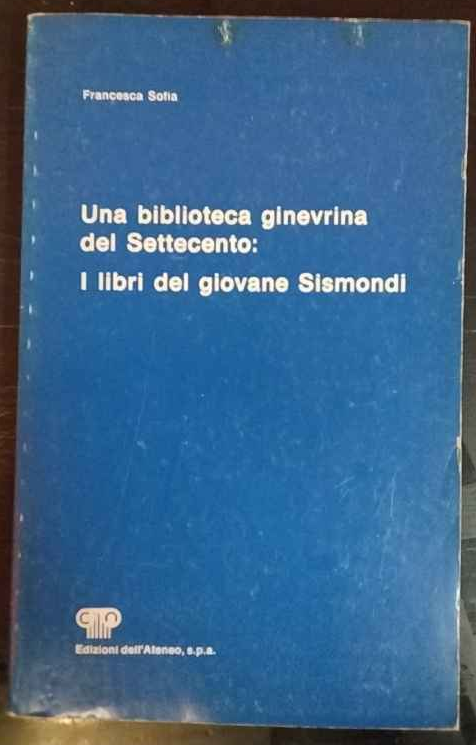 Francesca Sofia
Una biblioteca ginevrina
del Settecento:
I libri del giovane Sismondi
Edizioni dell'Ateneo, s.p.a.